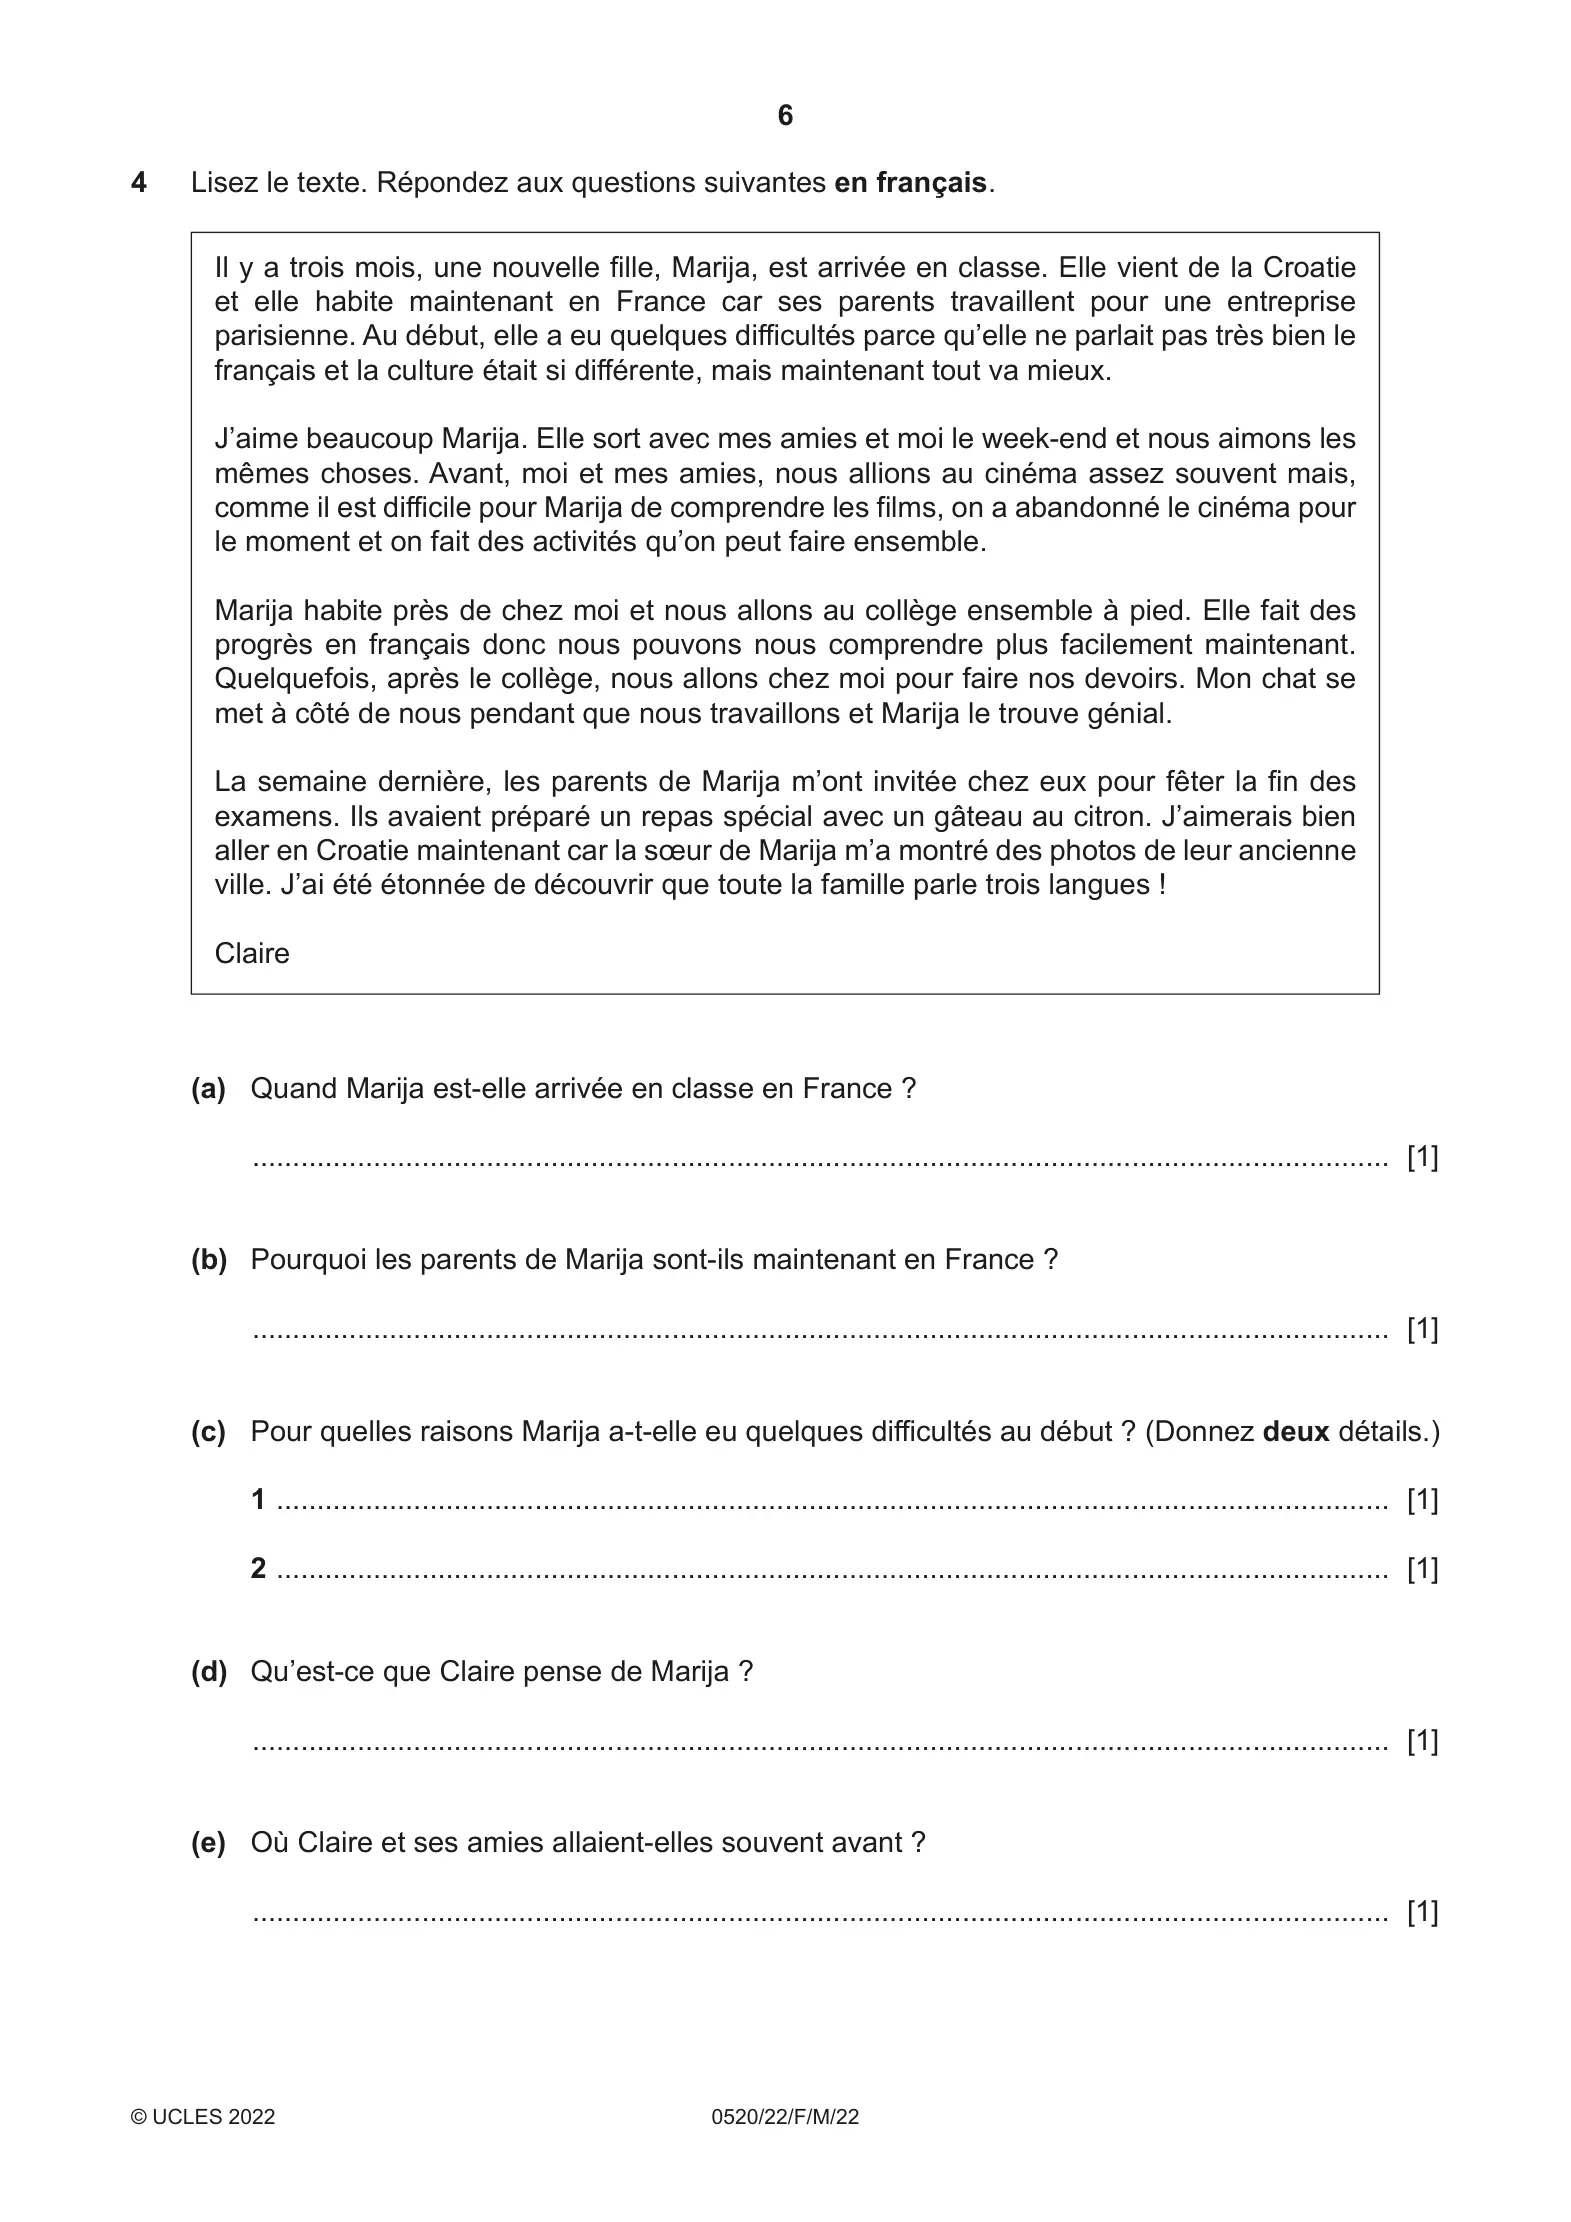 6
4 Lisez le texte. Répondez aux questions suivantes en français.
Il y a trois mois, une nouvelle fille, Marija, est arrivée en classe. Elle vient de la Croatie
et elle habite maintenant en France car ses parents travaillent pour une entreprise
parisienne. Au début, elle a eu quelques difficultés parce qu’elle ne parlait pas très bien le
français et la culture était si différente, mais maintenant tout va mieux.
J’aime beaucoup Marija. Elle sort avec mes amies et moi le week-end et nous aimons les
mêmes choses. Avant, moi et mes amies, nous allions au cinéma assez souvent mais,
comme il est difficile pour Marija de comprendre les films, on a abandonné le cinéma pour
le moment et on fait des activités qu’on peut faire ensemble.
Marija habite près de chez moi et nous allons au collège ensemble à pied. Elle fait des
progrès en français donc nous pouvons nous comprendre plus facilement maintenant.
Quelquefois, après le collège, nous allons chez moi pour faire nos devoirs. Mon chat se
met à côté de nous pendant que nous travaillons et Marija le trouve génial.
La semaine dernière, les parents de Marija m’ont invitée chez eux pour fêter la fin des
examens. Ils avaient préparé un repas spécial avec un gâteau au citron. J’aimerais bien
aller en Croatie maintenant car la sœur de Marija m’a montré des photos de leur ancienne
ville. J’ai été étonnée de découvrir que toute la famille parle trois langues !
Claire
(a) Quand Marija est-elle arrivée en classe en France ?
[1]
(b) Pourquoi les parents de Marija sont-ils maintenant en France ?
[1]
(c) Pour quelles raisons Marija a-t-elle eu quelques difficultés au début ? (Donnez deux détails.)
1 [1]
2 [1]
(d) Qu’est-ce que Claire pense de Marija ?
[1]
(e) Où Claire et ses amies allaient-elles souvent avant ?
[1]
© UCLES 2022 0520/22/F/M/22